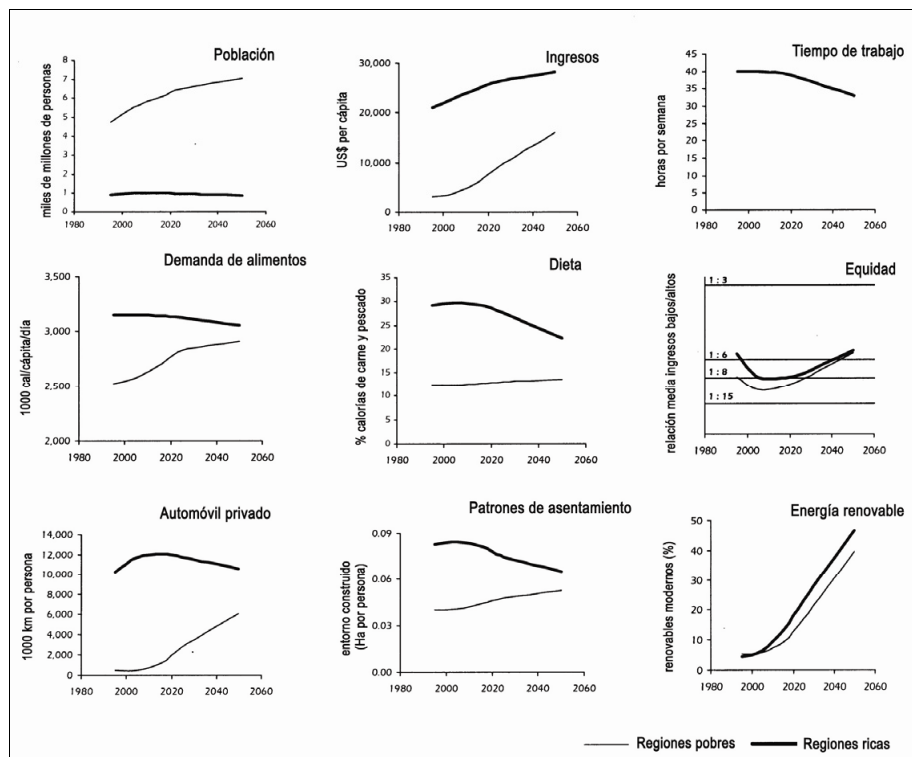 Población
miles de millones de personas
8
7
6
5
4
3
2
1
0
1980 2000 2020 2040 2060
Ingresos
US$ per cápita
30,000
20,000
10,000
0
1980 2000 2020 2040 2060
Tiempo de trabajo
horas por semana
45
40
35
30
25
20
15
10
5
0
1980 2000 2020 2040 2060
Demanda de alimentos
1000 cal/cápita/día
3,500
3,000
2,500
2,000
1980 2000 2020 2040 2060
Dieta
% calorías de carne y pescado
35
30
25
20
15
10
5
0
1980 2000 2020 2040 2060
Equidad
relación media ingresos bajos/altos
1 : 3
1 : 6
1 : 8
1 : 15
1980 2000 2020 2040 2060
Automóvil privado
1000 km por persona
14,000
12,000
10,000
8,000
6,000
4,000
2,000
0
1980 2000 2020 2040 2060
Patrones de asentamiento
entorno construido
(Ha por persona)
0.09
0.06
0.03
0.00
1980 2000 2020 2040 2060
Energía renovable
renovables modernos (%)
50
40
30
20
10
0
1980 2000 2020 2040 2060
Regiones pobres Regiones ricas